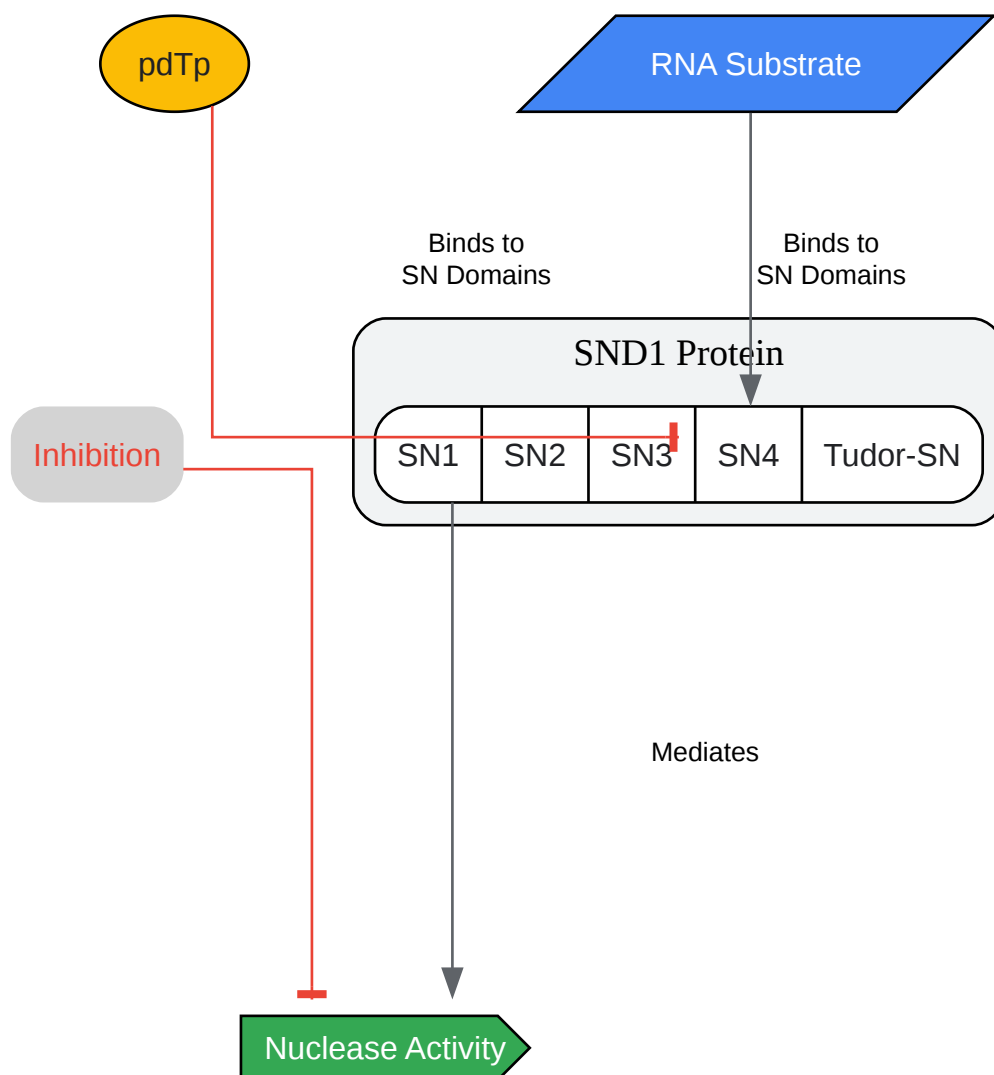 pdTp
RNA Substrate
Binds to
SN Domains
Binds to
SN Domains
SND1 Protein
Inhibition
SN1
SN2
SN3
SN4
Tudor-SN
Mediates
Nuclease Activity